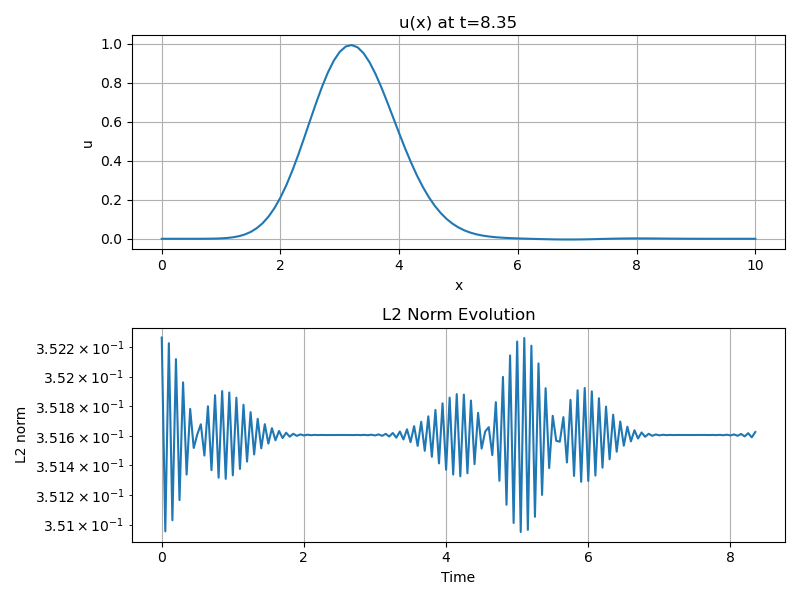 u(x) at t=8.35
1.0
0.8
0.6
0.4
0.2
0.0
u
0 2 4 6 8 10
x
L2 Norm Evolution
3.522 × 10⁻¹
3.52 × 10⁻¹
3.518 × 10⁻¹
3.516 × 10⁻¹
3.514 × 10⁻¹
3.512 × 10⁻¹
3.51 × 10⁻¹
L2 norm
0 2 4 6 8
Time